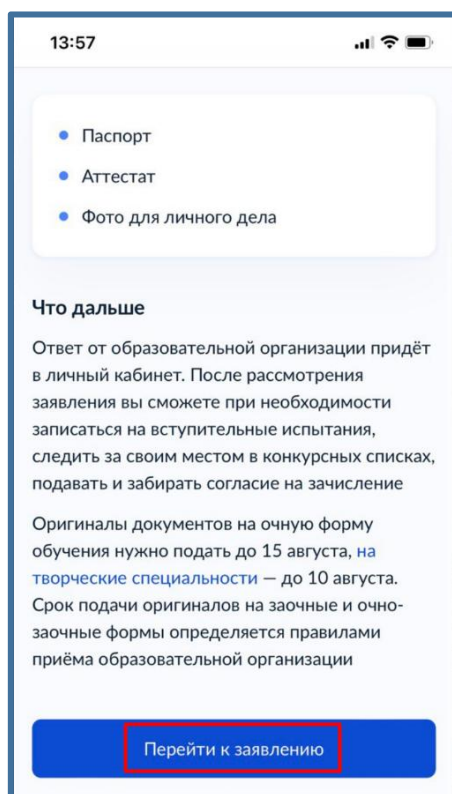 13:57
Паспорт
Аттестат
Фото для личного дела
Что дальше
Ответ от образовательной организации придёт
в личный кабинет. После рассмотрения
заявления вы сможете при необходимости
записаться на вступительные испытания,
следить за своим местом в конкурсных списках,
подавать и забирать согласие на зачисление
Оригиналы документов на очную форму
обучения нужно подать до 15 августа, на
творческие специальности — до 10 августа.
Срок подачи оригиналов на заочные и очно-
заочные формы определяется правилами
приёма образовательной организации
Перейти к заявлению